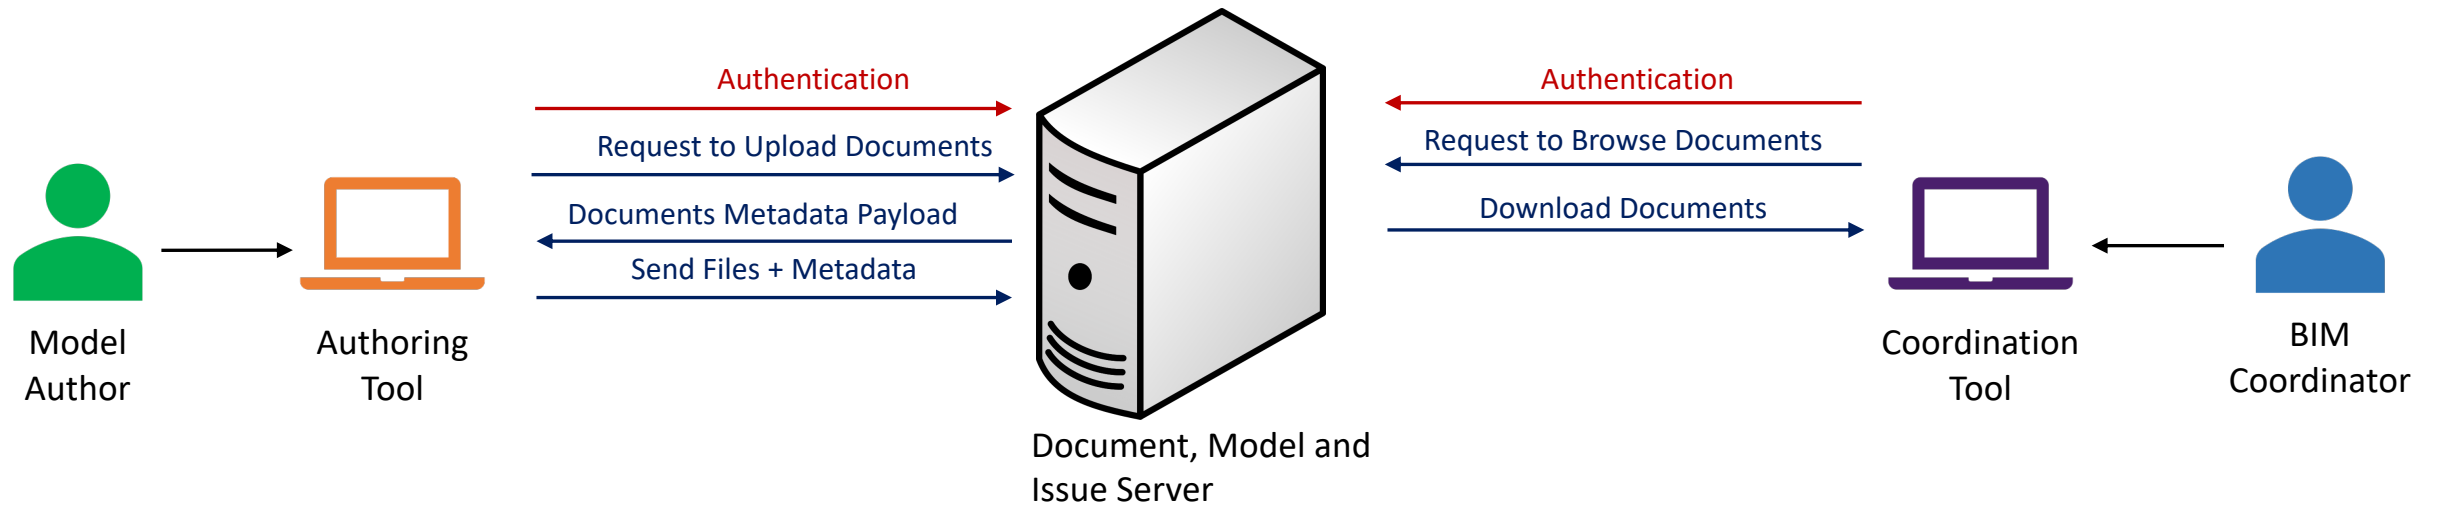 Authentication
Request to Upload Documents
Documents Metadata Payload
Send Files + Metadata
Authentication
Request to Browse Documents
Download Documents
Model
Author
Authoring
Tool
Document, Model and
Issue Server
Coordination
Tool
BIM
Coordinator